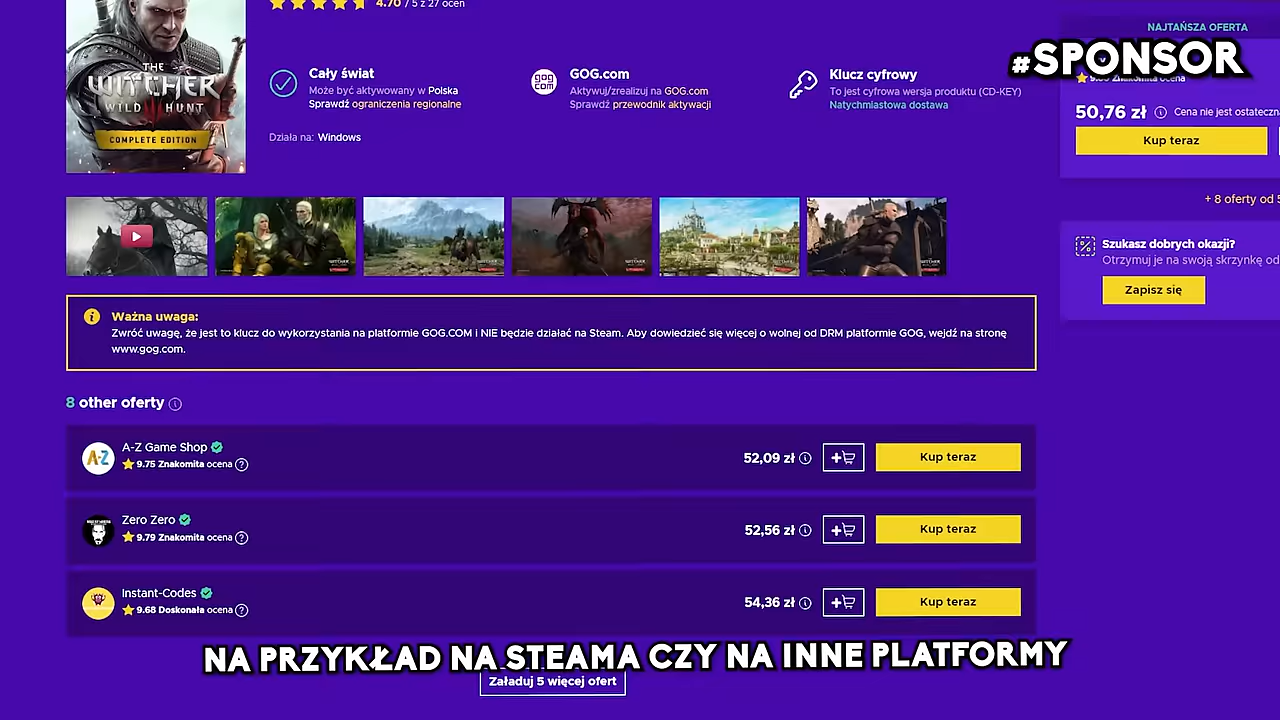 4.70 / 5 z 27 ocen
NAJTAŃSZA OFERTA
#SPONSOR
Znakomita ocena
THE
WITCHER
WILD HUNT
COMPLETE EDITION
Cały świat
Może być aktywowany w Polska
Sprawdź ograniczenia regionalne
gog
com
GOG.com
Aktywuj/zrealizuj na GOG.com
Sprawdź przewodnik aktywacji
Klucz cyfrowy
To jest cyfrowa wersja produktu (CD-KEY)
Natychmiastowa dostawa
Działa na: Windows
50,76 zł Cena nie jest ostateczn
Kup teraz
+ 8 oferty od 5
Szukasz dobrych okazji?
Otrzymuj je na swoją skrzynkę od
Zapisz się
Ważna uwaga:
Zwróć uwagę, że jest to klucz do wykorzystania na platformie GOG.COM i NIE będzie działać na Steam. Aby dowiedzieć się więcej o wolnej od DRM platformie GOG, wejdź na stronę
www.gog.com.
8 other oferty
A-Z
A-Z Game Shop
9.75 Znakomita ocena
52,09 zł
Kup teraz
Zero Zero
9.79 Znakomita ocena
52,56 zł
Kup teraz
Instant-Codes
9.68 Doskonała ocena
54,36 zł
Kup teraz
NA PRZYKŁAD NA STEAMA CZY NA INNE PLATFORMY
Załaduj 5 więcej ofert